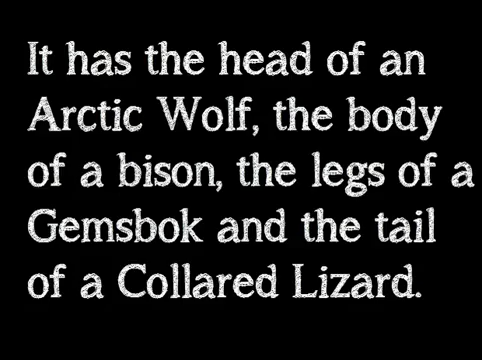 It has the head of an
Arctic Wolf, the body
of a bison, the legs of a
Gemsbok and the tail
of a Collared Lizard.